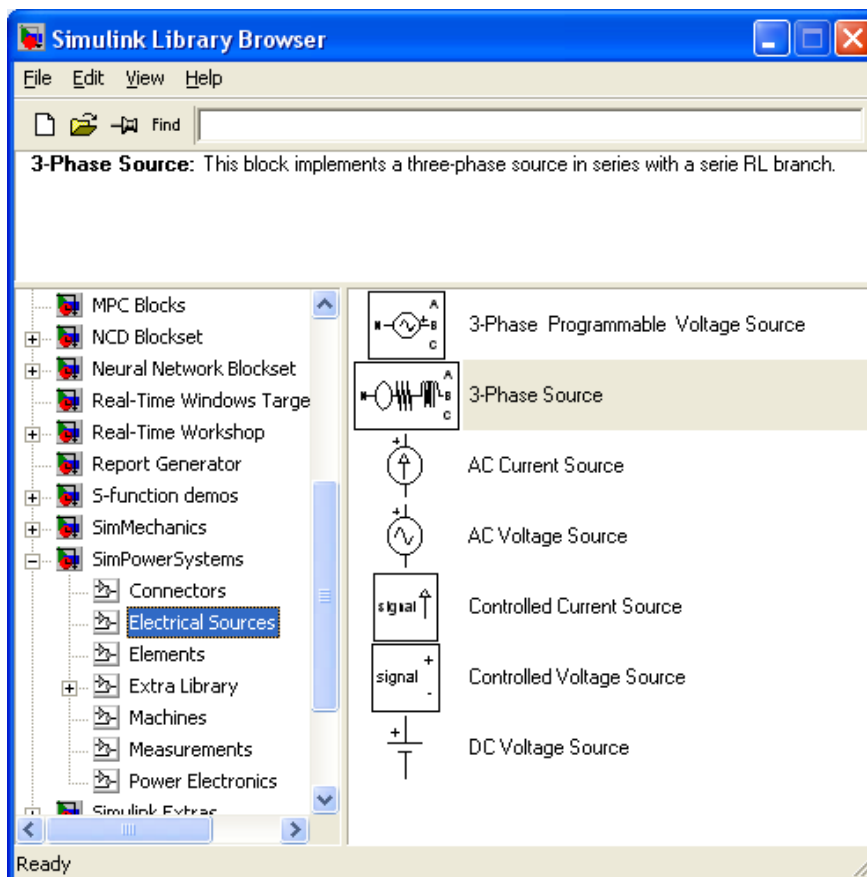 Simulink Library Browser
File Edit View Help
Find
3-Phase Source: This block implements a three-phase source in series with a serie RL branch.
MPC Blocks
NCD Blockset
Neural Network Blockset
Real-Time Windows Targe
Real-Time Workshop
Report Generator
S-function demos
SimMechanics
SimPowerSystems
Connectors
Electrical Sources
Elements
Extra Library
Machines
Measurements
Power Electronics
Simulink Extras
N A B C
3-Phase Programmable Voltage Source
N A B C
3-Phase Source
+
AC Current Source
+
AC Voltage Source
signal
Controlled Current Source
signal + -
Controlled Voltage Source
+
DC Voltage Source
Ready